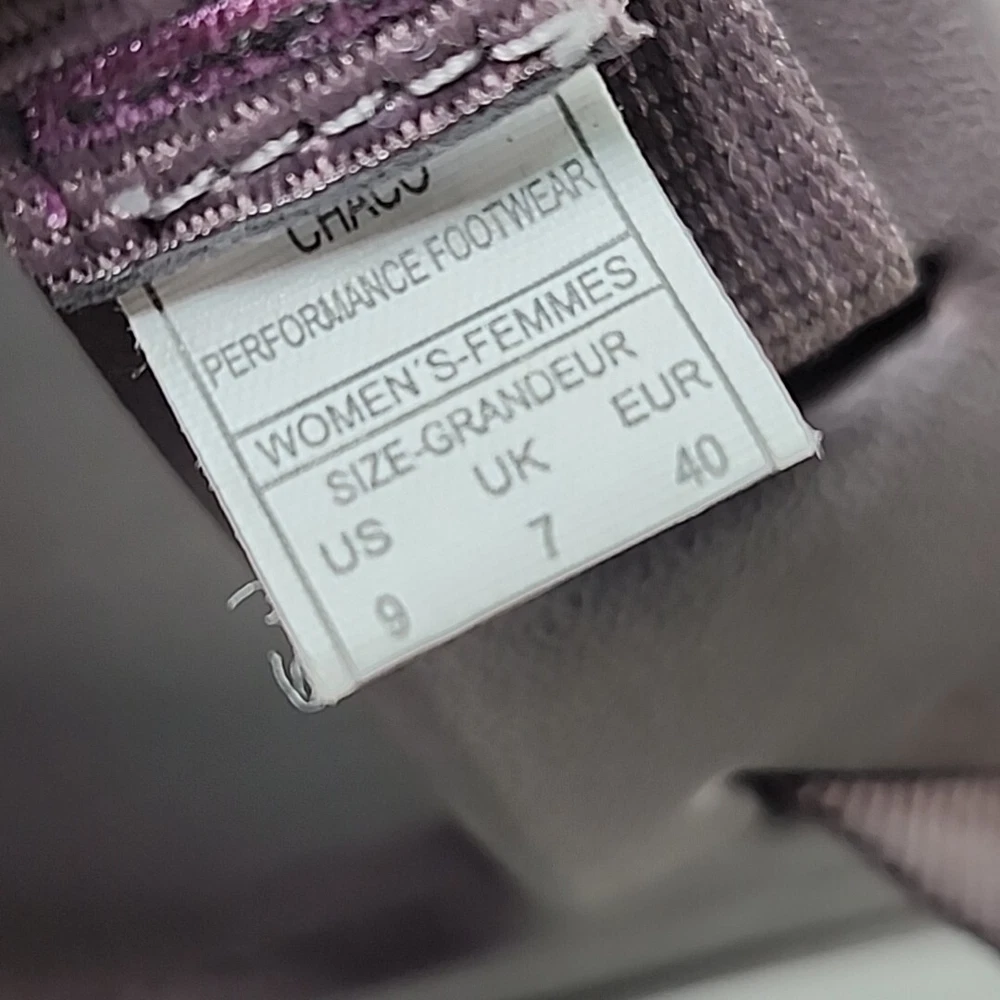 CHACO
PERFORMANCE FOOTWEAR
WOMEN´S-FEMMES
SIZE-GRANDEUR
US UK EUR
9 7 40